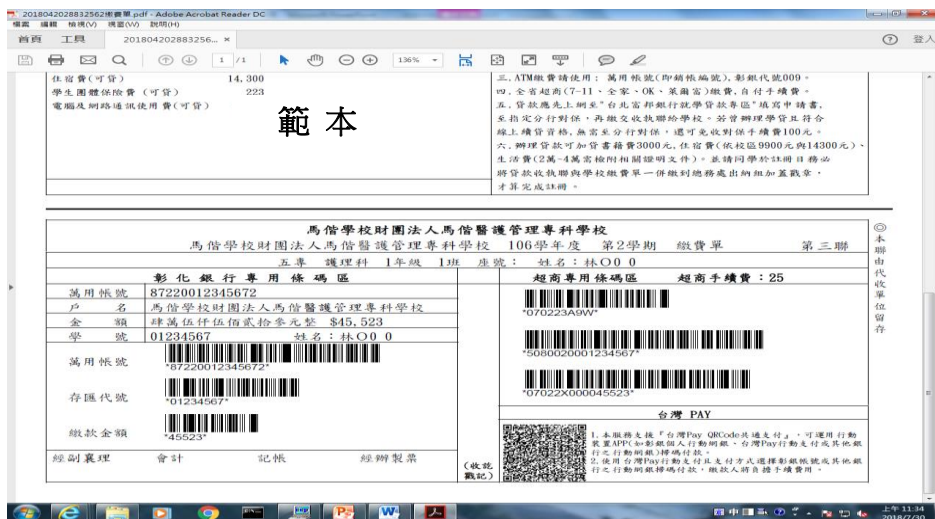 2018042028832562繳費單.pdf - Adobe Acrobat Reader DC
檔案 編輯 檢視(V) 視窗(W) 說明(H)
首頁 工具 201804202883256... × 登入
1 / 1 136%
住宿費(可貸) 14,300
學生團體保險費 (可貸) 223
電腦及網路通訊使用費(可貸)
範本
三.ATM繳費請使用: 萬用帳號(即銷帳編號),彰銀代號009。
四.全省超商(7-11、全家、OK、萊爾富)繳費,自付手續費。
五.貸款應先上網至"台北富邦銀行就學貸款專區"填寫申請書,
至指定分行對保,再繳交收執聯給學校。若曾辦理學貸且符合
線上續貸資格,無需至分行對保,還可免收對保手續費100元。
六.辦理貸款可加貸書籍費3000元,住宿費(依校區9900元與14300元)、
生活費(2萬~4萬需檢附相關證明文件)。並請同學於註冊日務必
將貸款收執聯與學校繳費單一併繳到總務處出納組加蓋戳章,
才算完成註冊。
馬偕學校財團法人馬偕醫護管理專科學校
馬偕學校財團法人馬偕醫護管理專科學校 106學年度 第2學期 繳費單 第三聯
五專 護理科 1年級 1班 座號: 姓名:林O0 0
彰化銀行專用條碼區
萬用帳號 87220012345672
戶名 馬偕學校財團法人馬偕醫護管理專科學校
金額 肆萬伍仟伍佰貳拾參元整 $45,523
學號 01234567 姓名:林O0 0
萬用帳號 *87220012345672*
存匯代號 *01234567*
繳款金額 *45523*
經副襄理 會計 記帳 經辦製票
(收訖戳記)
超商專用條碼區 超商手續費:25
*070223A9W*
*5080020001234567*
*07022X000045523*
台灣 PAY
1.本服務支援『台灣Pay QRCode共通支付』,可運用行動
裝置APP(如彰銀個人行動網銀、台灣Pay行動支付或其他銀
行之行動網銀)掃碼付款。
2.使用台灣Pay行動支付且支付方式選擇彰銀帳號或其他銀
行之行動網銀掃碼付款,繳款人將負擔手續費用。
◎本聯由代收單位留存
上午 11:34
2018/7/30